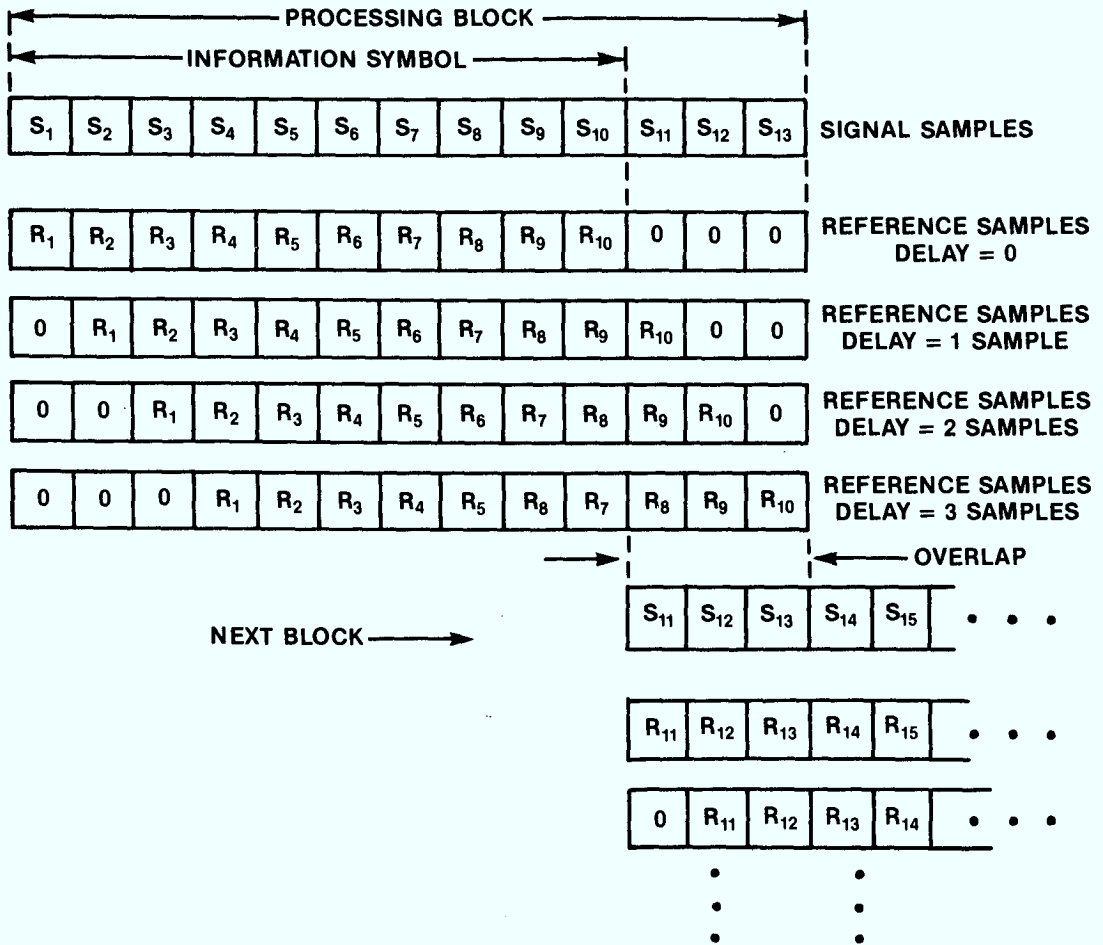 PROCESSING BLOCK
INFORMATION SYMBOL
S₁ S₂ S₃ S₄ S₅ S₆ S₇ S₈ S₉ S₁₀ S₁₁ S₁₂ S₁₃ SIGNAL SAMPLES
R₁ R₂ R₃ R₄ R₅ R₆ R₇ R₈ R₉ R₁₀ 0 0 0 REFERENCE SAMPLES
DELAY = 0
0 R₁ R₂ R₃ R₄ R₅ R₆ R₇ R₈ R₉ R₁₀ 0 0 REFERENCE SAMPLES
DELAY = 1 SAMPLE
0 0 R₁ R₂ R₃ R₄ R₅ R₆ R₇ R₈ R₉ R₁₀ 0 REFERENCE SAMPLES
DELAY = 2 SAMPLES
0 0 0 R₁ R₂ R₃ R₄ R₅ R₈ R₇ R₈ R₉ R₁₀ REFERENCE SAMPLES
DELAY = 3 SAMPLES
OVERLAP
S₁₁ S₁₂ S₁₃ S₁₄ S₁₅ • • •
NEXT BLOCK
R₁₁ R₁₂ R₁₃ R₁₄ R₁₅ • • •
0 R₁₁ R₁₂ R₁₃ R₁₄ • • •